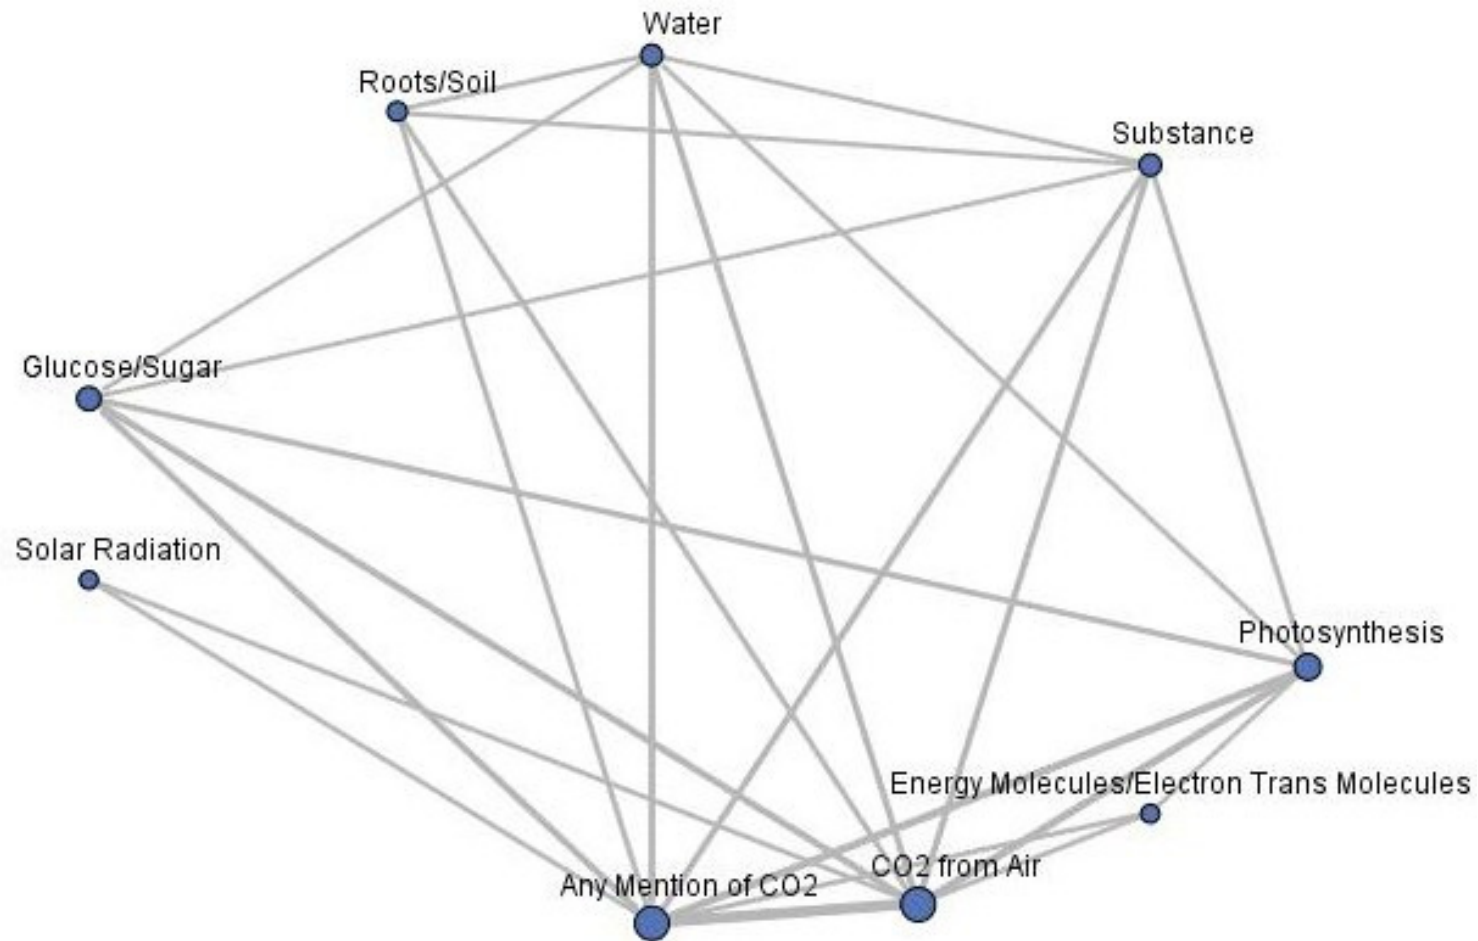 Water
Roots/Soil
Substance
Glucose/Sugar
Solar Radiation
Photosynthesis
Energy Molecules/Electron Trans Molecules
CO2 from Air
Any Mention of CO2